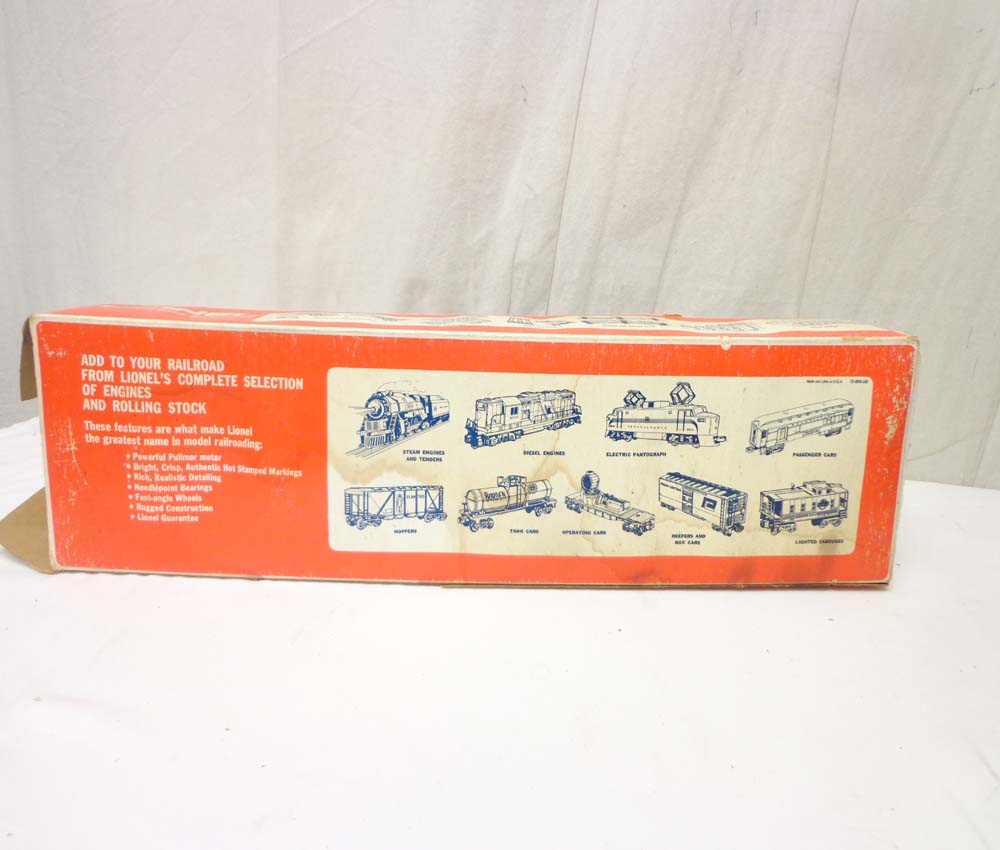 ADD TO YOUR RAILROAD
FROM LIONEL'S COMPLETE SELECTION
OF ENGINES
AND ROLLING STOCK
These features are what make Lionel
the greatest name in model railroading:
• Powerful Pullmor motor
• Bright, Crisp, Authentic Hot Stamped Markings
• Rich, Realistic Detailing
• Needlepoint Bearings
• Fast-angle Wheels
• Rugged Construction
• Lionel Guarantee
STEAM ENGINES
AND TENDERS
DIESEL ENGINES
PENNSYLVANIA
ELECTRIC PANTOGRAPH
PASSENGER CARS
HOPPERS
BORDEN
TANK CARS
OPERATING CARS
REEFERS AND
BOX CARS
LIGHTED CABOOSES